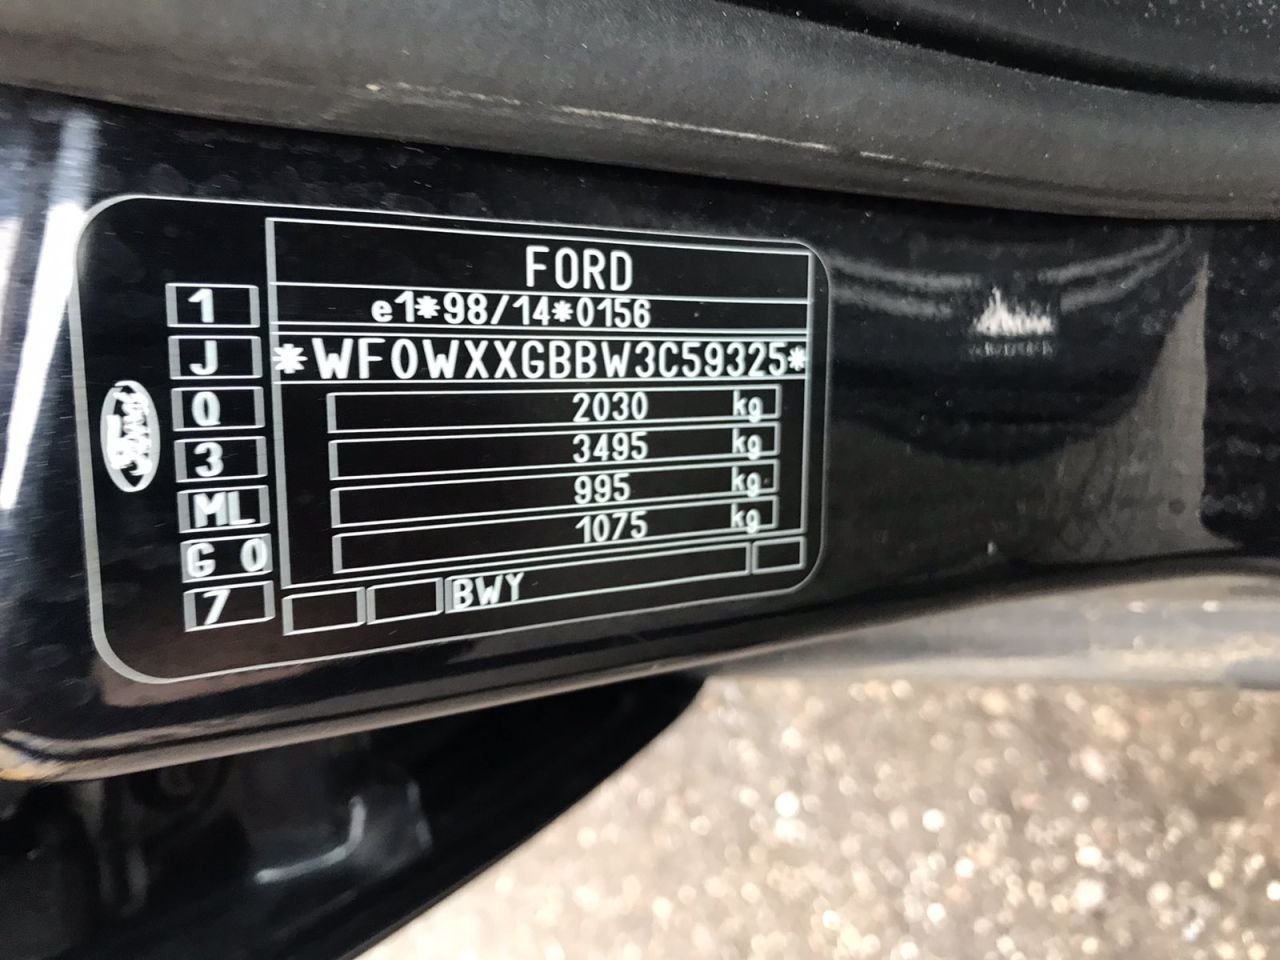 FORD
1
e1*98/14*0156
J
*WF0WXXGBBW3C59325*
Q
2030 kg
3
3495 kg
ML
995 kg
G 0
1075 kg
7
BWY